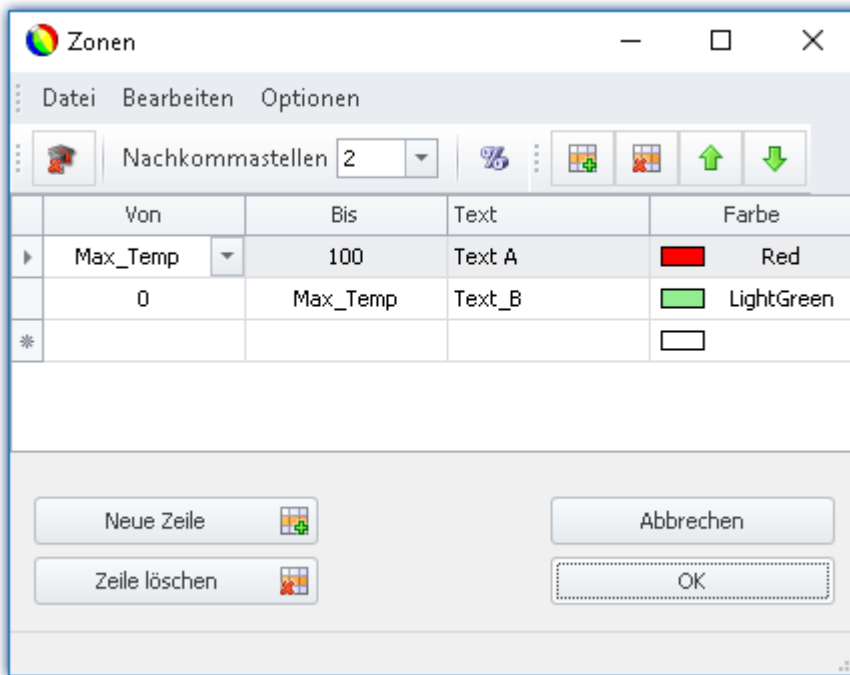 Zonen
Datei Bearbeiten Optionen
Nachkommastellen 2 %
Von Bis Text Farbe
Max_Temp 100 Text A Red
0 Max_Temp Text_B LightGreen
Neue Zeile Abbrechen
Zeile löschen OK